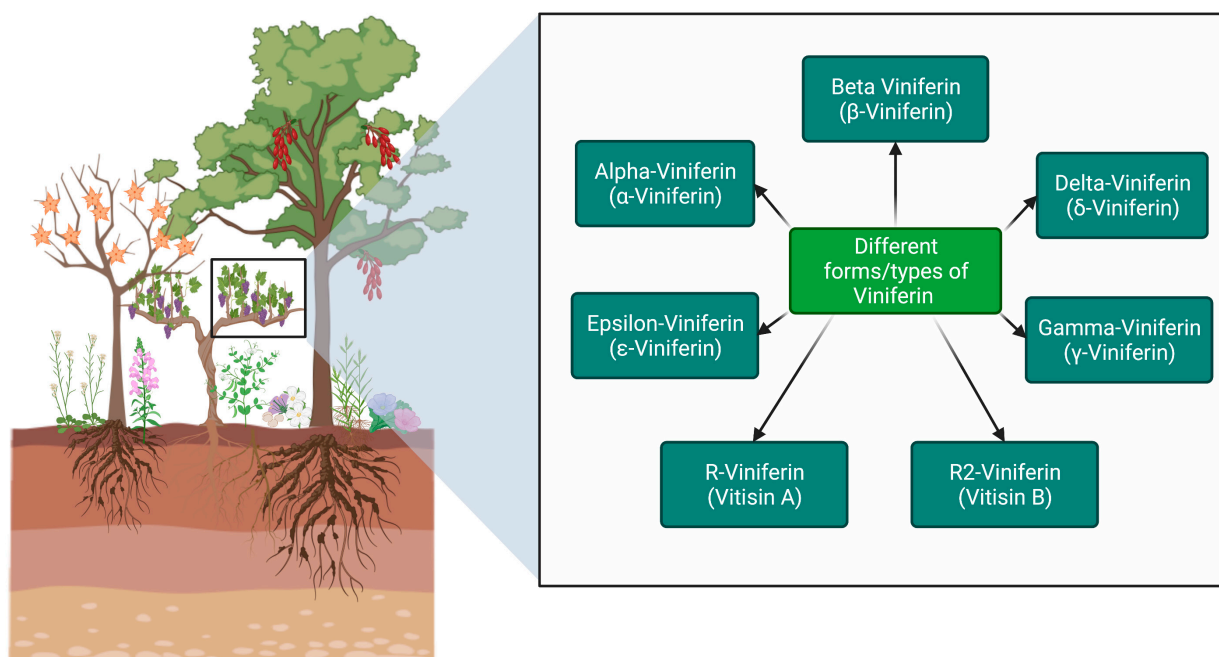 Beta Viniferin
(β-Viniferin)
Alpha-Viniferin
(α-Viniferin)
Delta-Viniferin
(δ-Viniferin)
Different
forms/types of
Viniferin
Epsilon-Viniferin
(ε-Viniferin)
Gamma-Viniferin
(γ-Viniferin)
R-Viniferin
(Vitisin A)
R2-Viniferin
(Vitisin B)